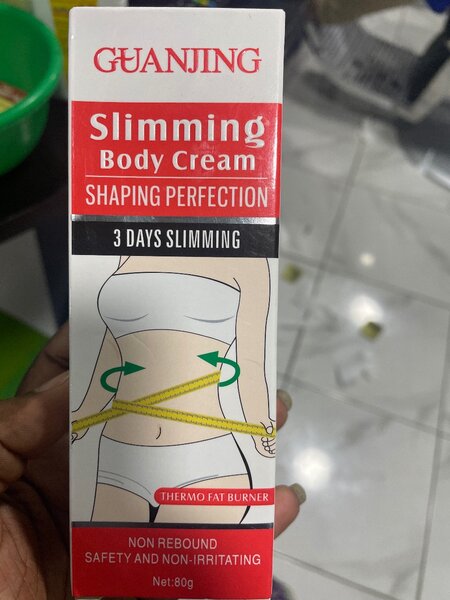 GUANJING
Slimming
Body Cream
SHAPING PERFECTION
3 DAYS SLIMMING
THERMO FAT BURNER
NON REBOUND
SAFETY AND NON-IRRITATING
Net:80g